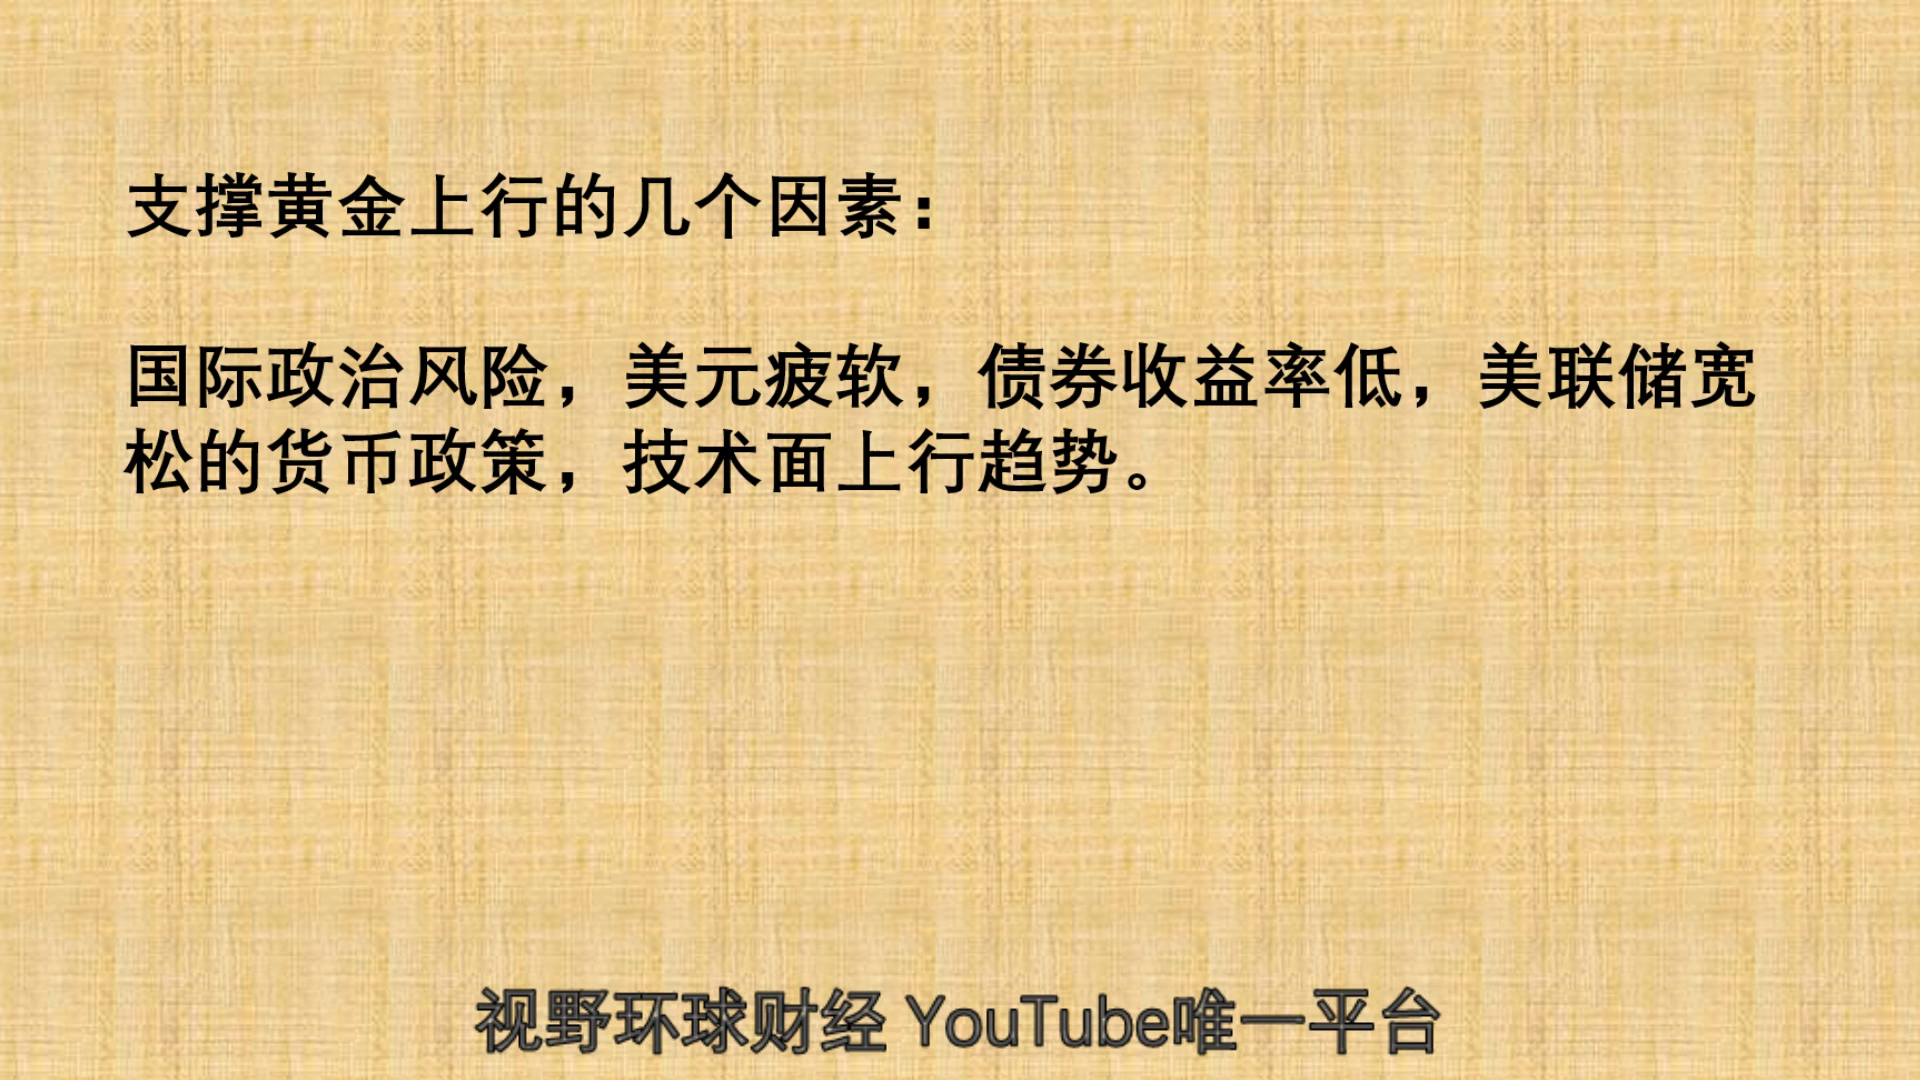 支撑黄金上行的几个因素：
国际政治风险，美元疲软，债券收益率低，美联储宽
松的货币政策，技术面上行趋势。
视野环球财经 YouTube唯一平台